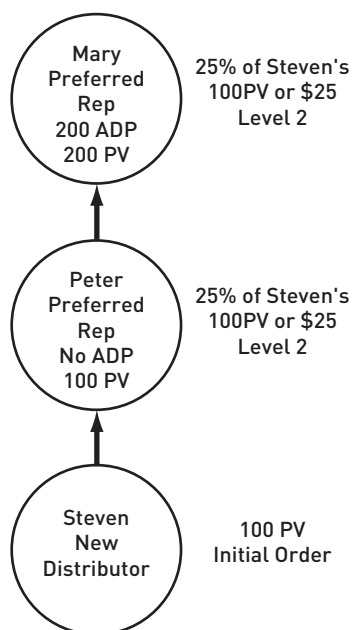 Mary
Preferred
Rep
200 ADP
200 PV
25% of Steven's
100PV or $25
Level 2
Peter
Preferred
Rep
No ADP
100 PV
25% of Steven's
100PV or $25
Level 2
Steven
New
Distributor
100 PV
Initial Order